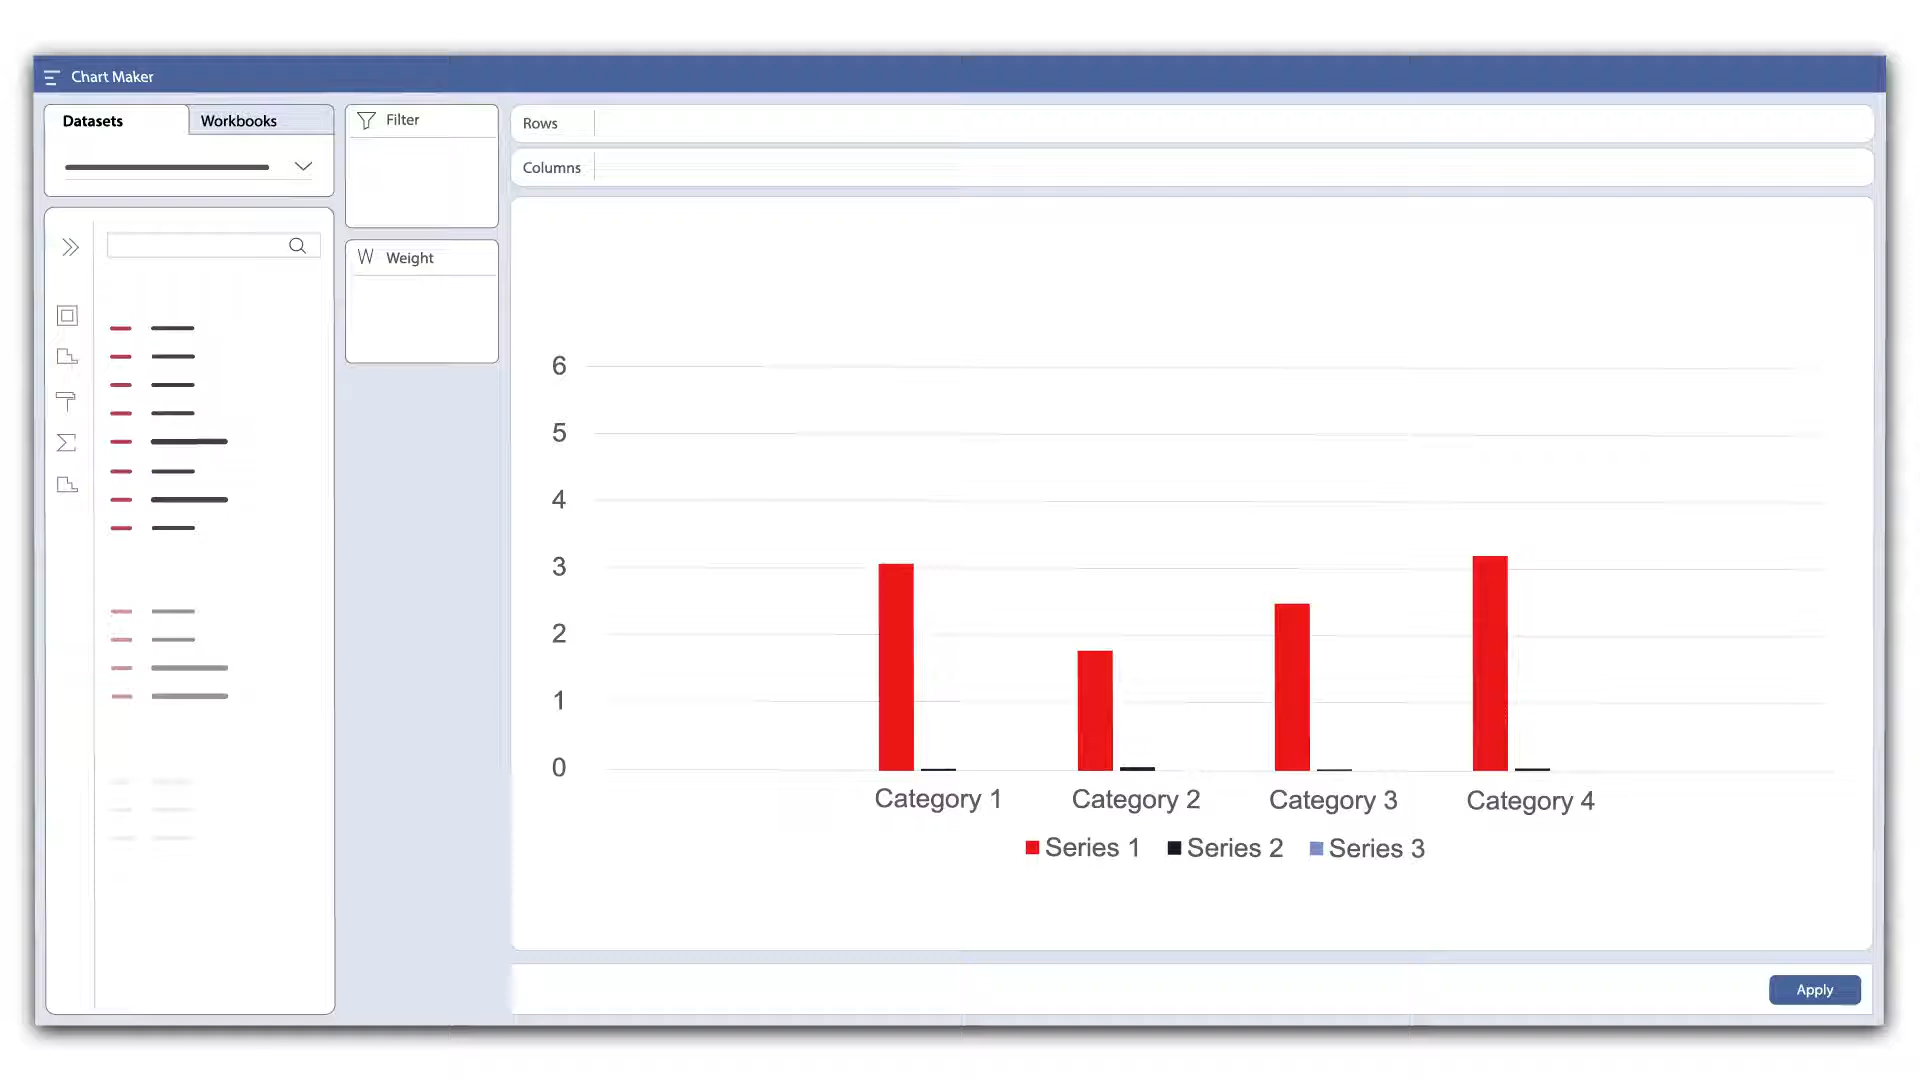 Chart Maker
Datasets
Workbooks
Filter
Weight
Rows
Columns
6
5
4
3
2
1
0
Category 1
Category 2
Category 3
Category 4
Series 1
Series 2
Series 3
Apply